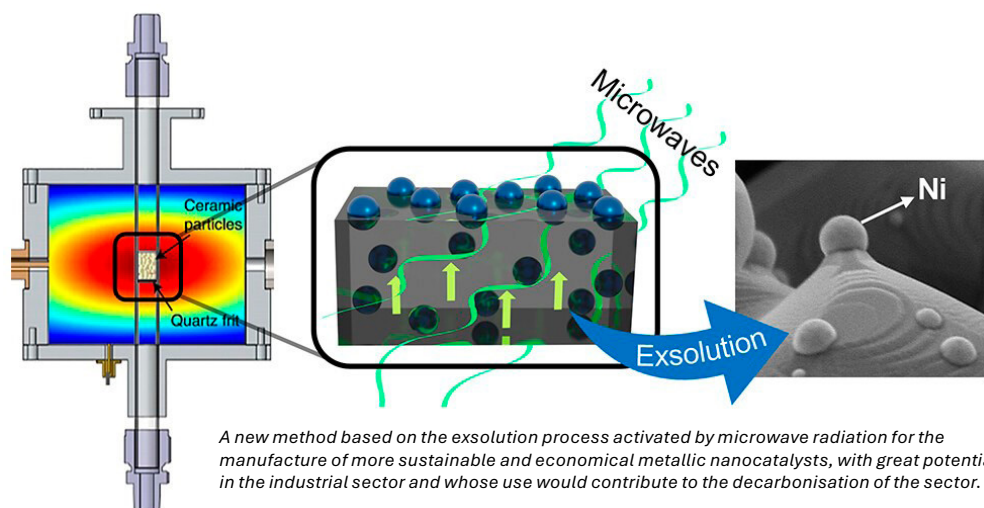 Microwaves
Ceramic
particles
Quartz frit
Exsolution
Ni
A new method based on the exsolution process activated by microwave radiation for the
manufacture of more sustainable and economical metallic nanocatalysts, with great potential
in the industrial sector and whose use would contribute to the decarbonisation of the sector.